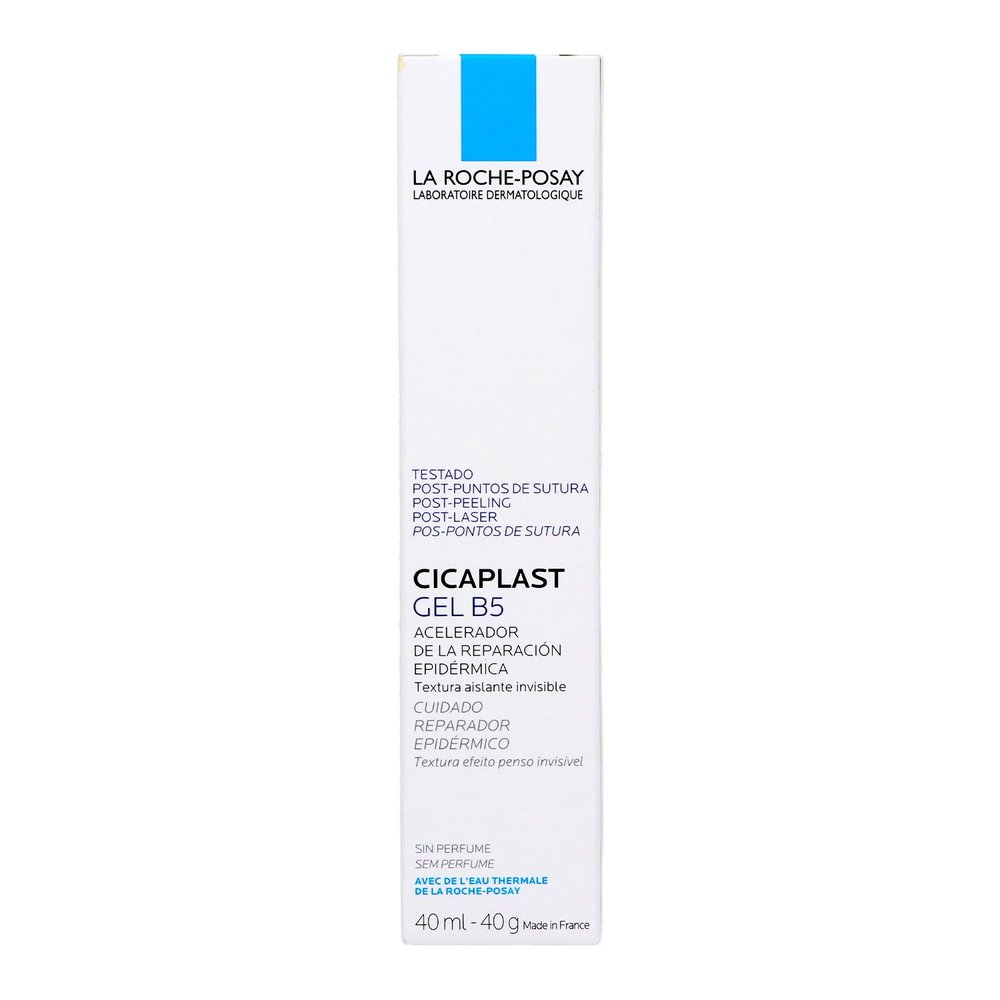 LA ROCHE-POSAY
LABORATOIRE DERMATOLOGIQUE
TESTADO
POST-PUNTOS DE SUTURA
POST-PEELING
POST-LASER
POS-PONTOS DE SUTURA
CICAPLAST
GEL B5
ACELERADOR
DE LA REPARACIÓN
EPIDÉRMICA
Textura aislante invisible
CUIDADO
REPARADOR
EPIDÉRMICO
Textura efeito penso invisível
SIN PERFUME
SEM PERFUME
AVEC DE L'EAU THERMALE
DE LA ROCHE-POSAY
40 ml - 40 g Made in France